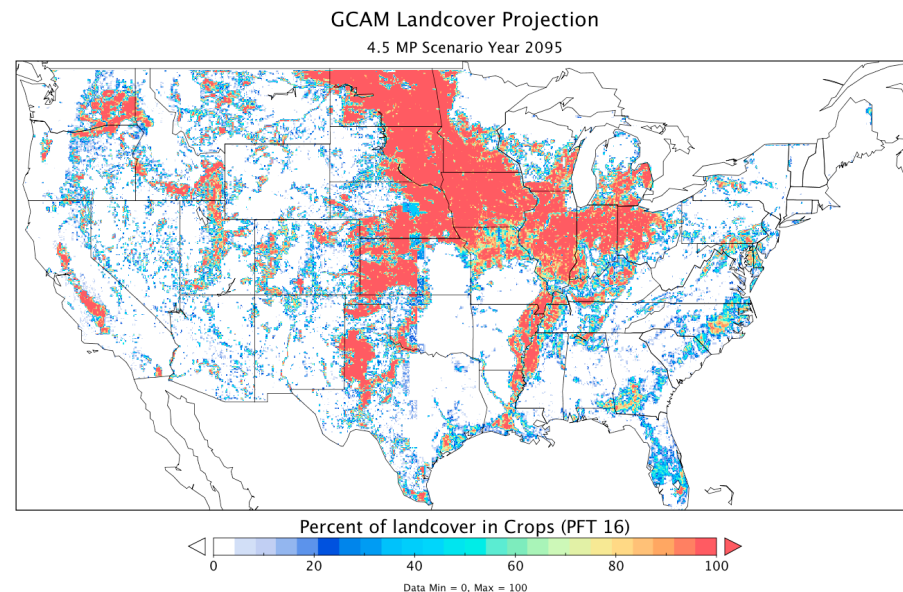 GCAM Landcover Projection
4.5 MP Scenario Year 2095
Percent of landcover in Crops (PFT 16)
0 20 40 60 80 100
Data Min = 0, Max = 100